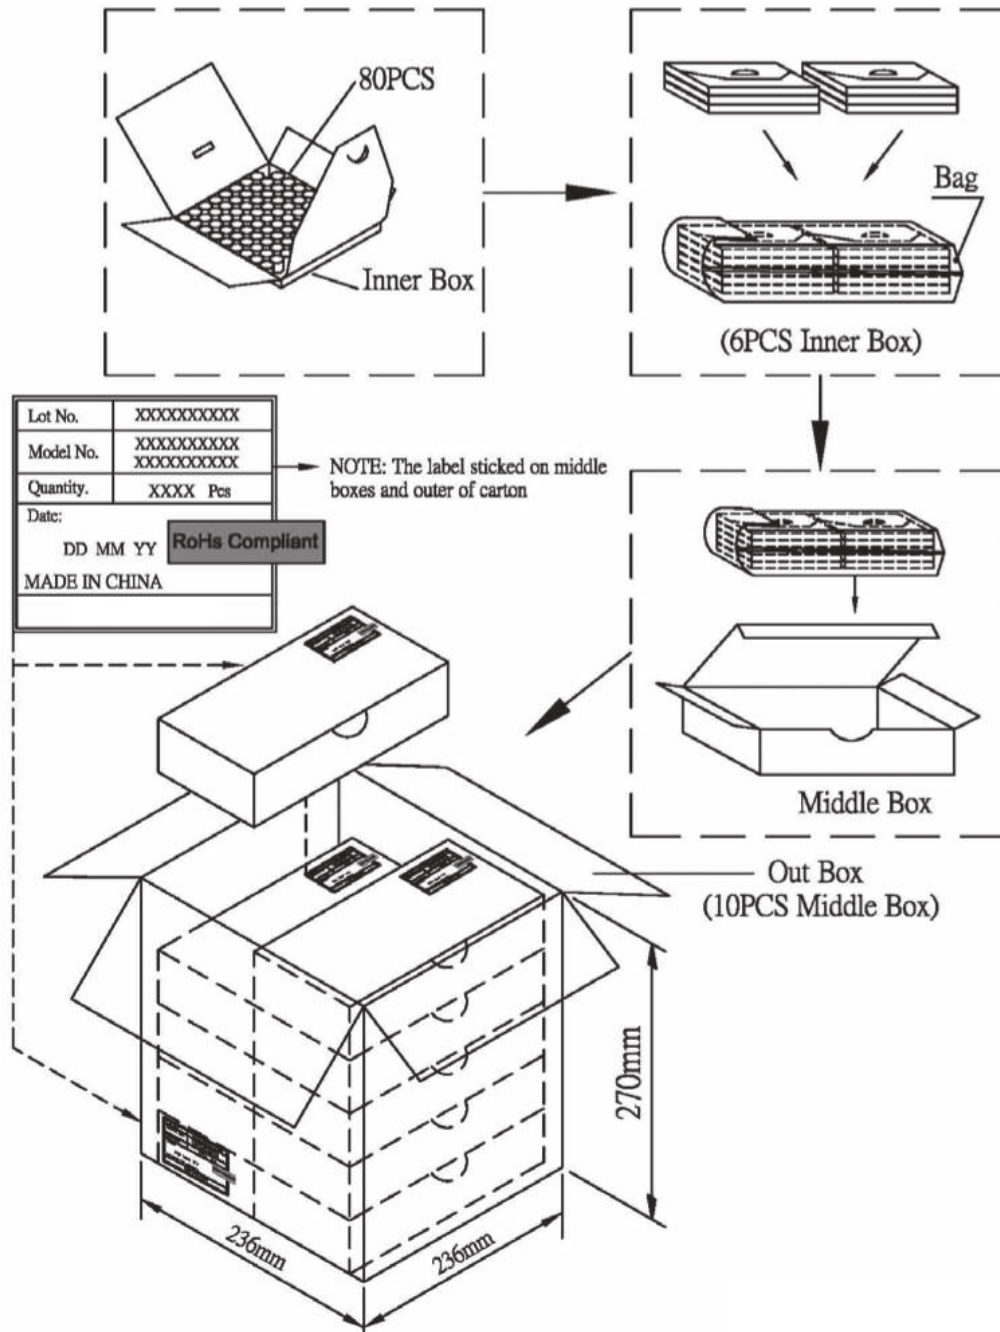 80PCS
Inner Box
Bag
(6PCS Inner Box)
Lot No. XXXXXXXXXX
Model No. XXXXXXXXXX
XXXXXXXXXX
Quantity. XXXX Pcs
Date:
DD MM YY
RoHs Compliant
MADE IN CHINA
NOTE: The label sticked on middle
boxes and outer of carton
Middle Box
Out Box
(10PCS Middle Box)
270mm
236mm
236mm